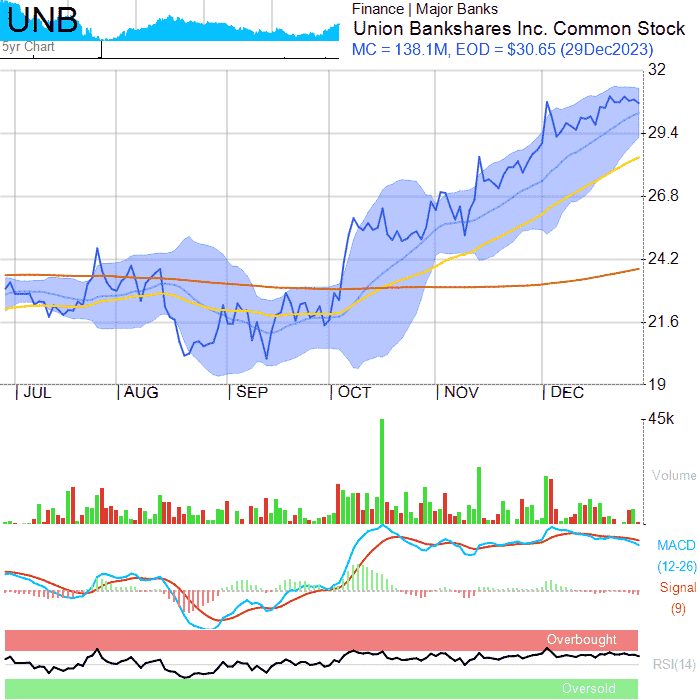 UNB
5yr Chart
Finance | Major Banks
Union Bankshares Inc. Common Stock
MC = 138.1M, EOD = $30.65 (29Dec2023)
32
29.4
26.8
24.2
21.6
19
JUL AUG SEP OCT NOV DEC
45k
Volume
MACD
(12-26)
Signal
(9)
Overbought
RSI(14)
Oversold